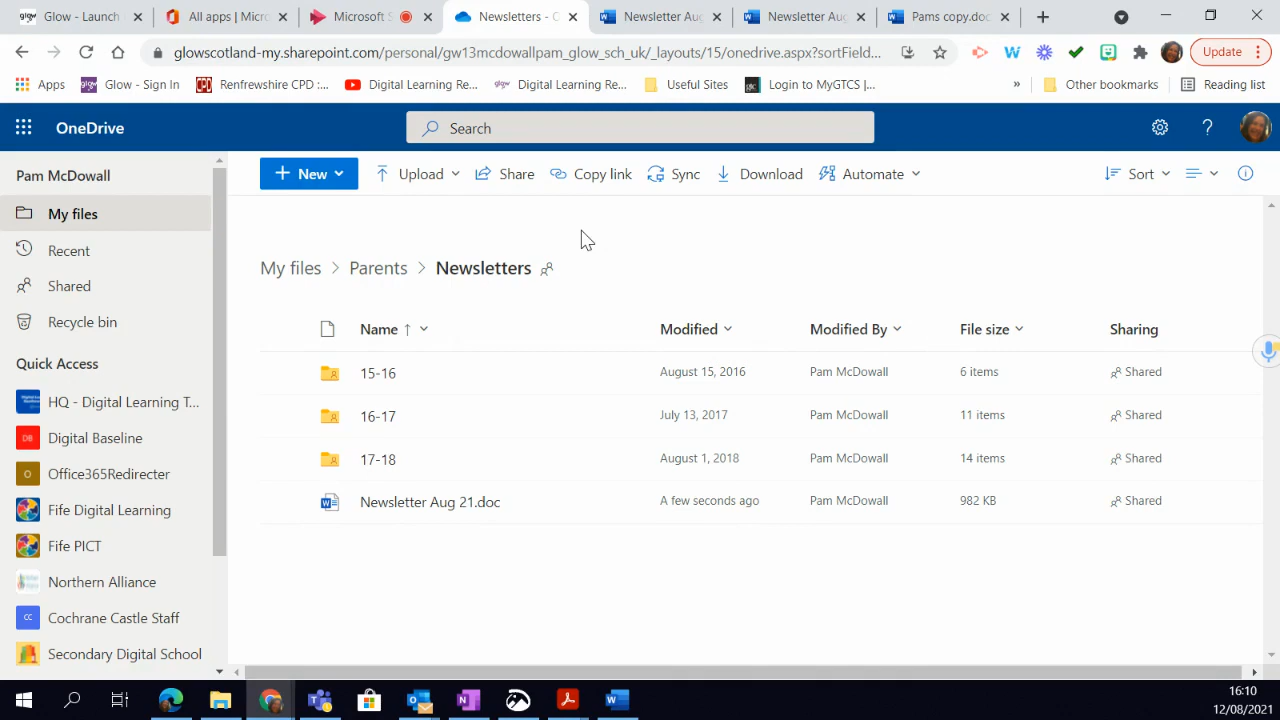 Glow - Launch
All apps | Micr
Microsoft S
Newsletters - O
Newsletter Aug
Newsletter Aug
Pams copy.doc
glowscotland-my.sharepoint.com/personal/gw13mcdowallpam_glow_sch_uk/_layouts/15/onedrive.aspx?sortField...
Update
Apps
Glow - Sign In
Renfrewshire CPD :...
Digital Learning Re...
Digital Learning Re...
Useful Sites
Login to MyGTCS |...
»
Other bookmarks
Reading list
OneDrive
Search
?
Pam McDowall
New
Upload
Share
Copy link
Sync
Download
Automate
Sort
My files
Recent
Shared
Recycle bin
Quick Access
HQ - Digital Learning T...
DB Digital Baseline
O Office365Redirecter
Fife Digital Learning
Fife PICT
Northern Alliance
CC Cochrane Castle Staff
Secondary Digital School
My files > Parents > Newsletters
Name ↑ Modified Modified By File size Sharing
15-16 August 15, 2016 Pam McDowall 6 items Shared
16-17 July 13, 2017 Pam McDowall 11 items Shared
17-18 August 1, 2018 Pam McDowall 14 items Shared
Newsletter Aug 21.doc A few seconds ago Pam McDowall 982 KB Shared
16:10
12/08/2021